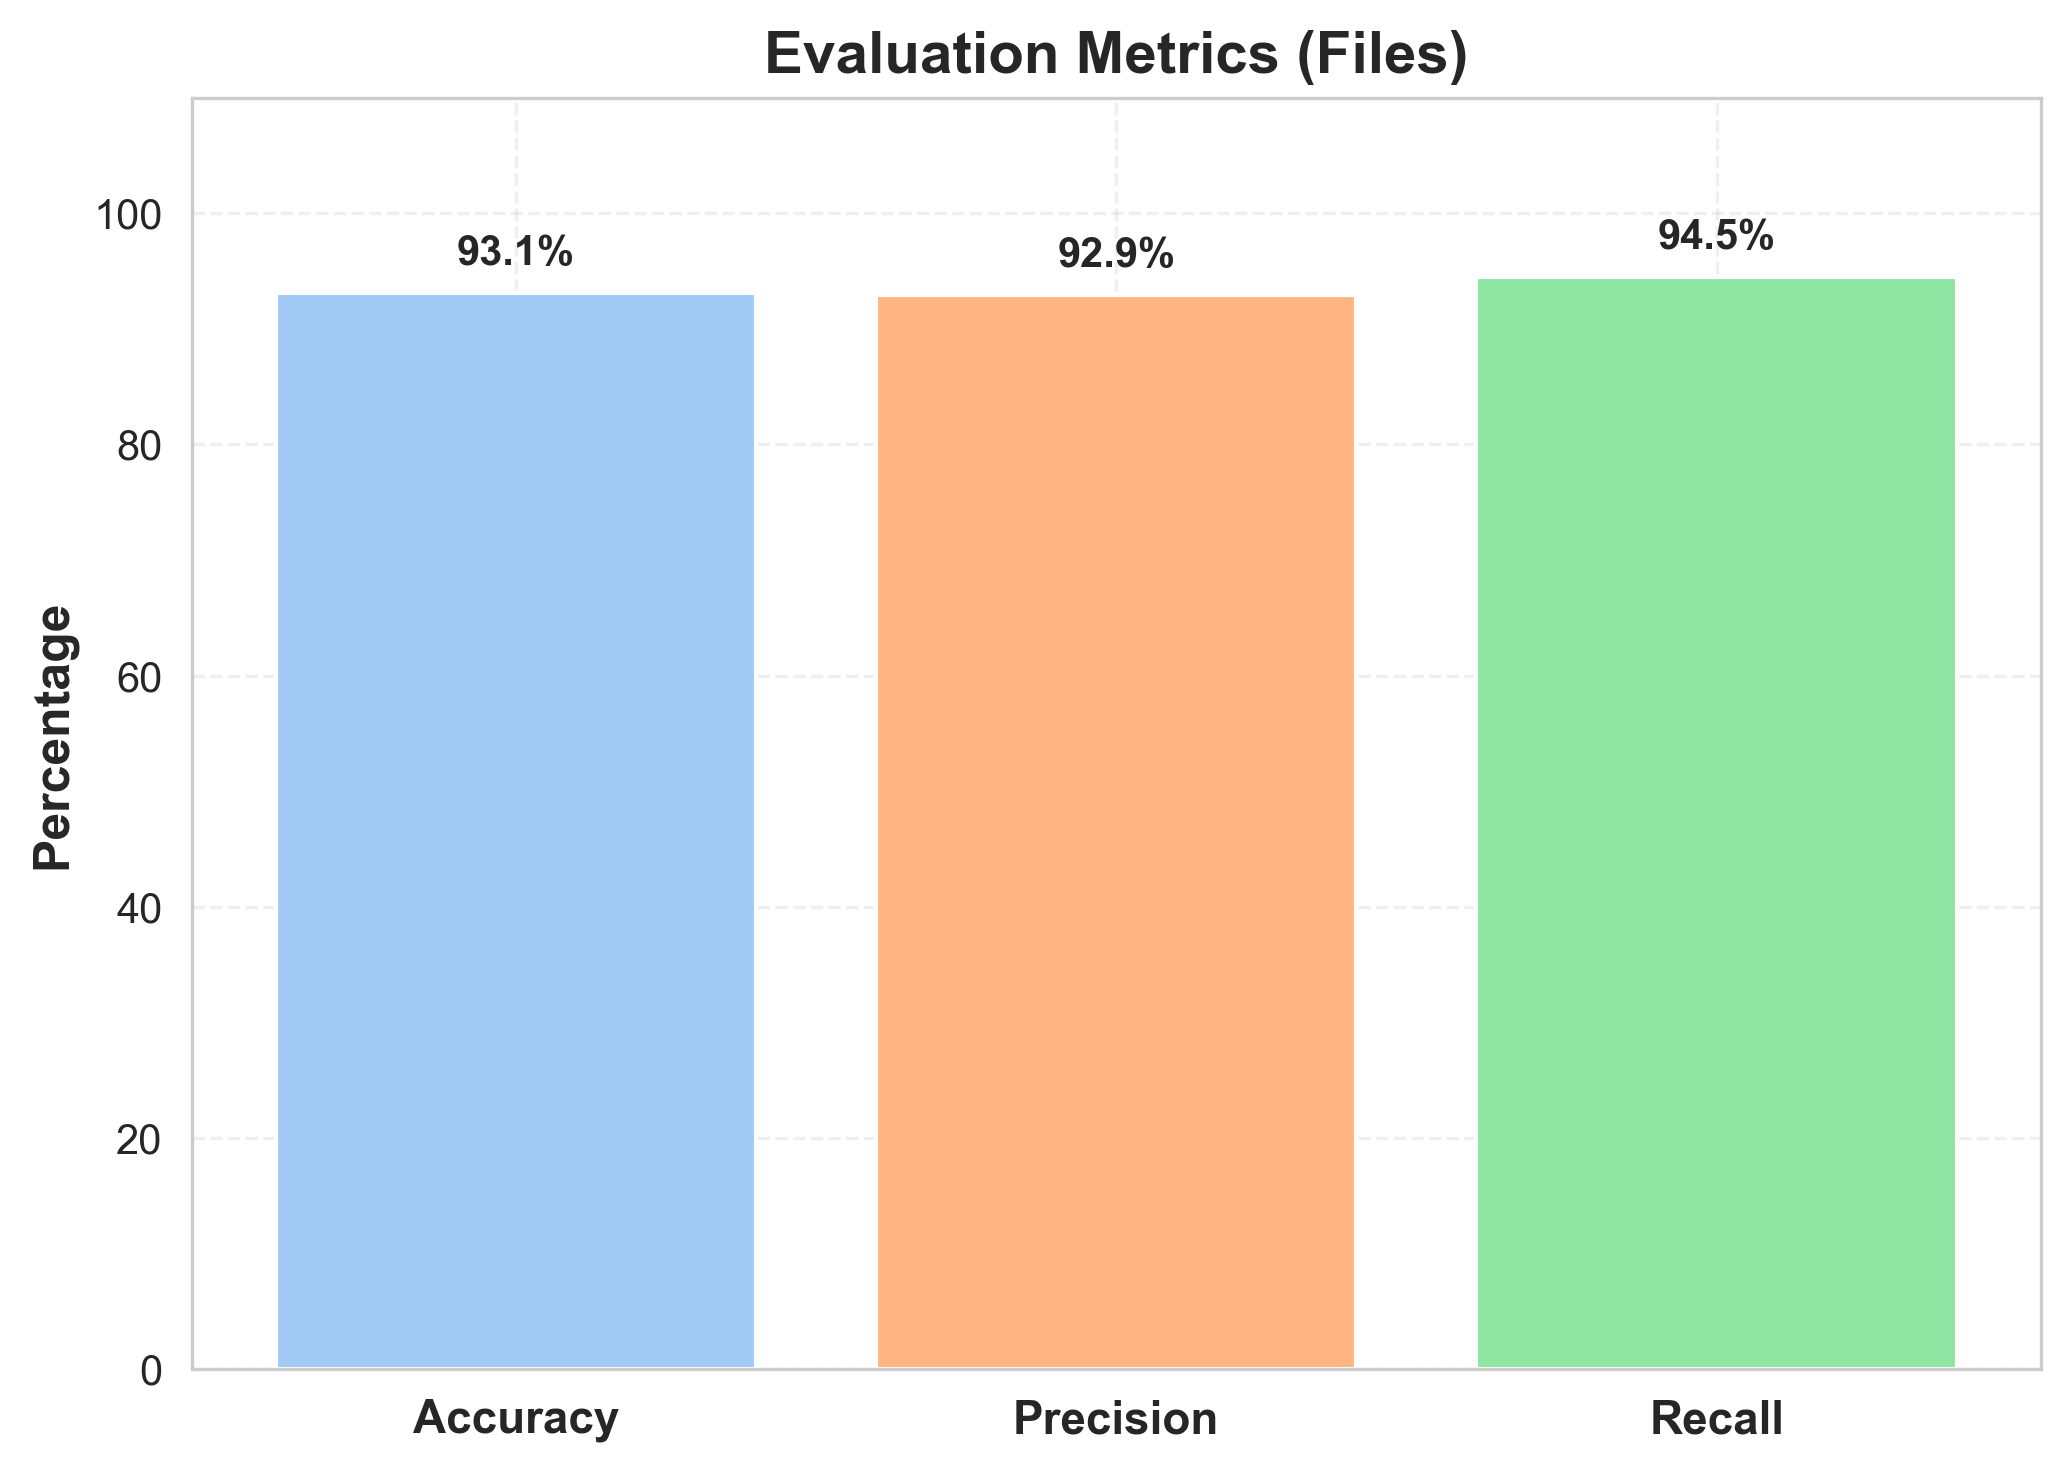 Evaluation Metrics (Files)
Percentage
100
80
60
40
20
0
93.1%
92.9%
94.5%
Accuracy
Precision
Recall